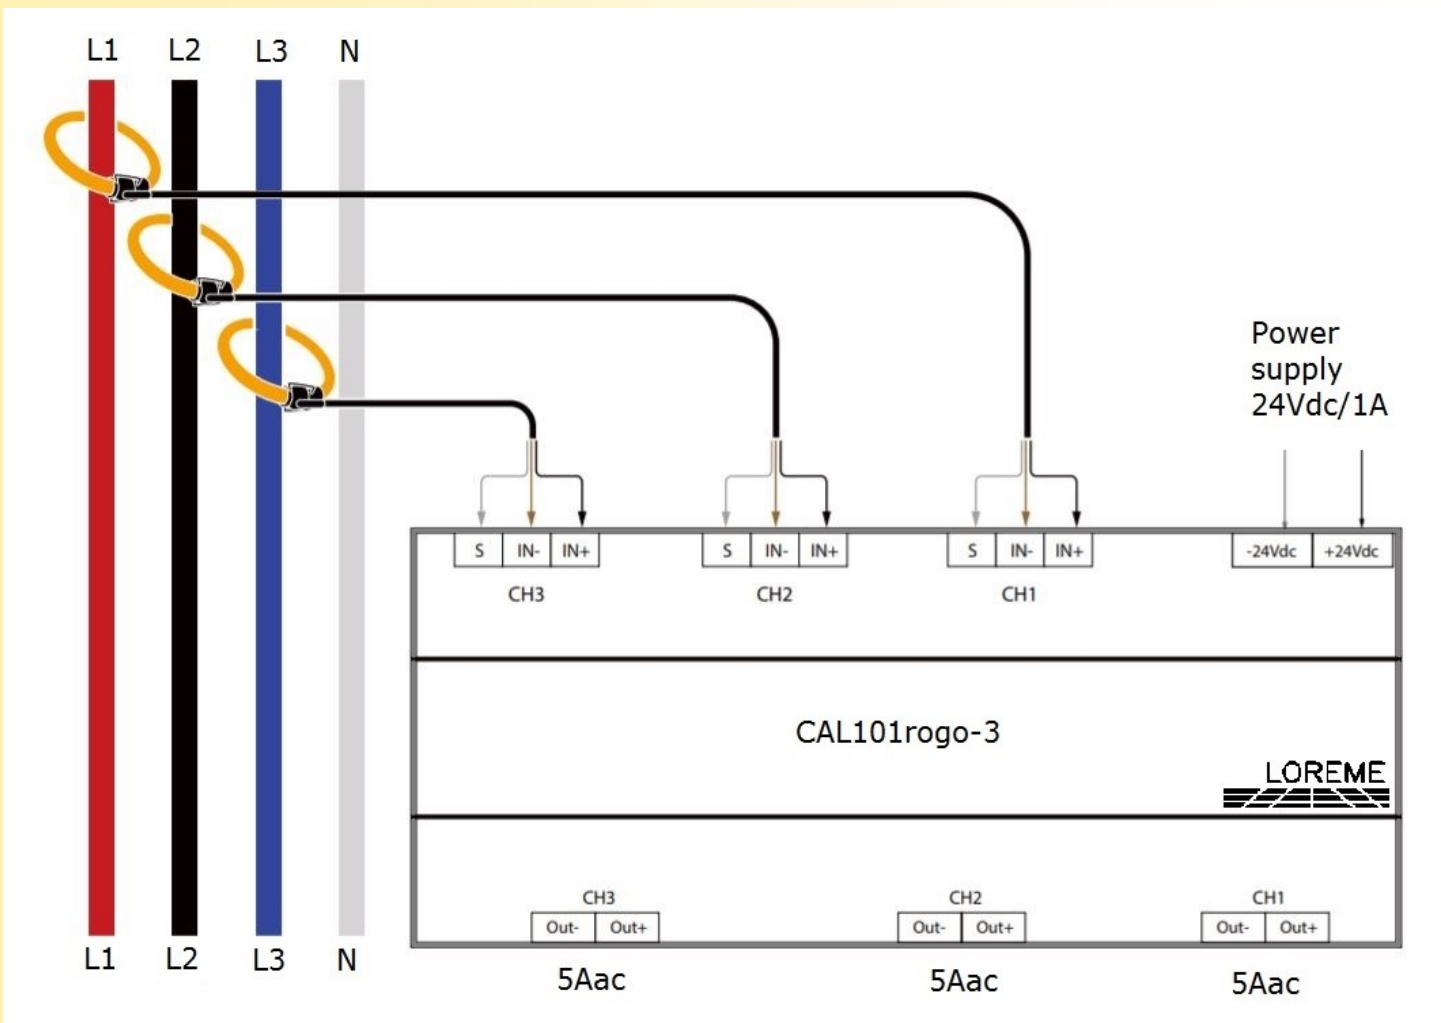 L1 L2 L3 N
Power
supply
24Vdc/1A
S IN- IN+ S IN- IN+ S IN- IN+ -24Vdc +24Vdc
CH3 CH2 CH1
CAL101rogo-3
LOREME
CH3 CH2 CH1
Out- Out+ Out- Out+ Out- Out+
L1 L2 L3 N
5Aac 5Aac 5Aac